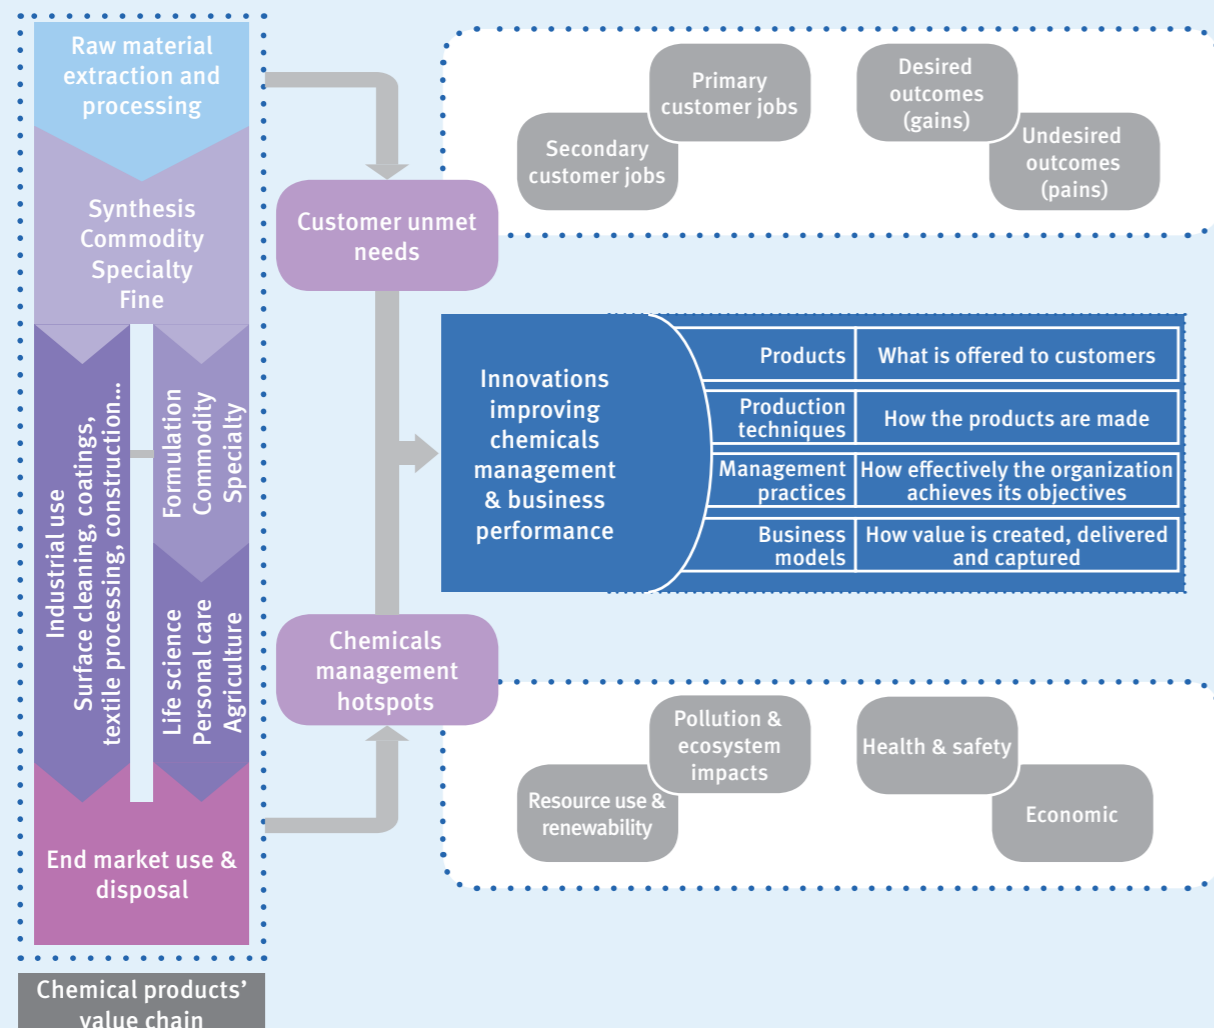 Raw material
extraction and
processing
Synthesis
Commodity
Specialty
Fine
Industrial use
Surface cleaning, coatings,
textile processing, construction...
Formulation
Commodity
Specialty
Life science
Personal care
Agriculture
End market use &
disposal
Chemical products’
value chain
Customer unmet
needs
Secondary
customer jobs
Primary
customer jobs
Desired
outcomes
(gains)
Undesired
outcomes
(pains)
Innovations
improving
chemicals
management
& business
performance
Products
What is offered to customers
Production
techniques
How the products are made
Management
practices
How effectively the organization
achieves its objectives
Business
models
How value is created, delivered
and captured
Chemicals
management
hotspots
Resource use &
renewability
Pollution &
ecosystem
impacts
Health & safety
Economic